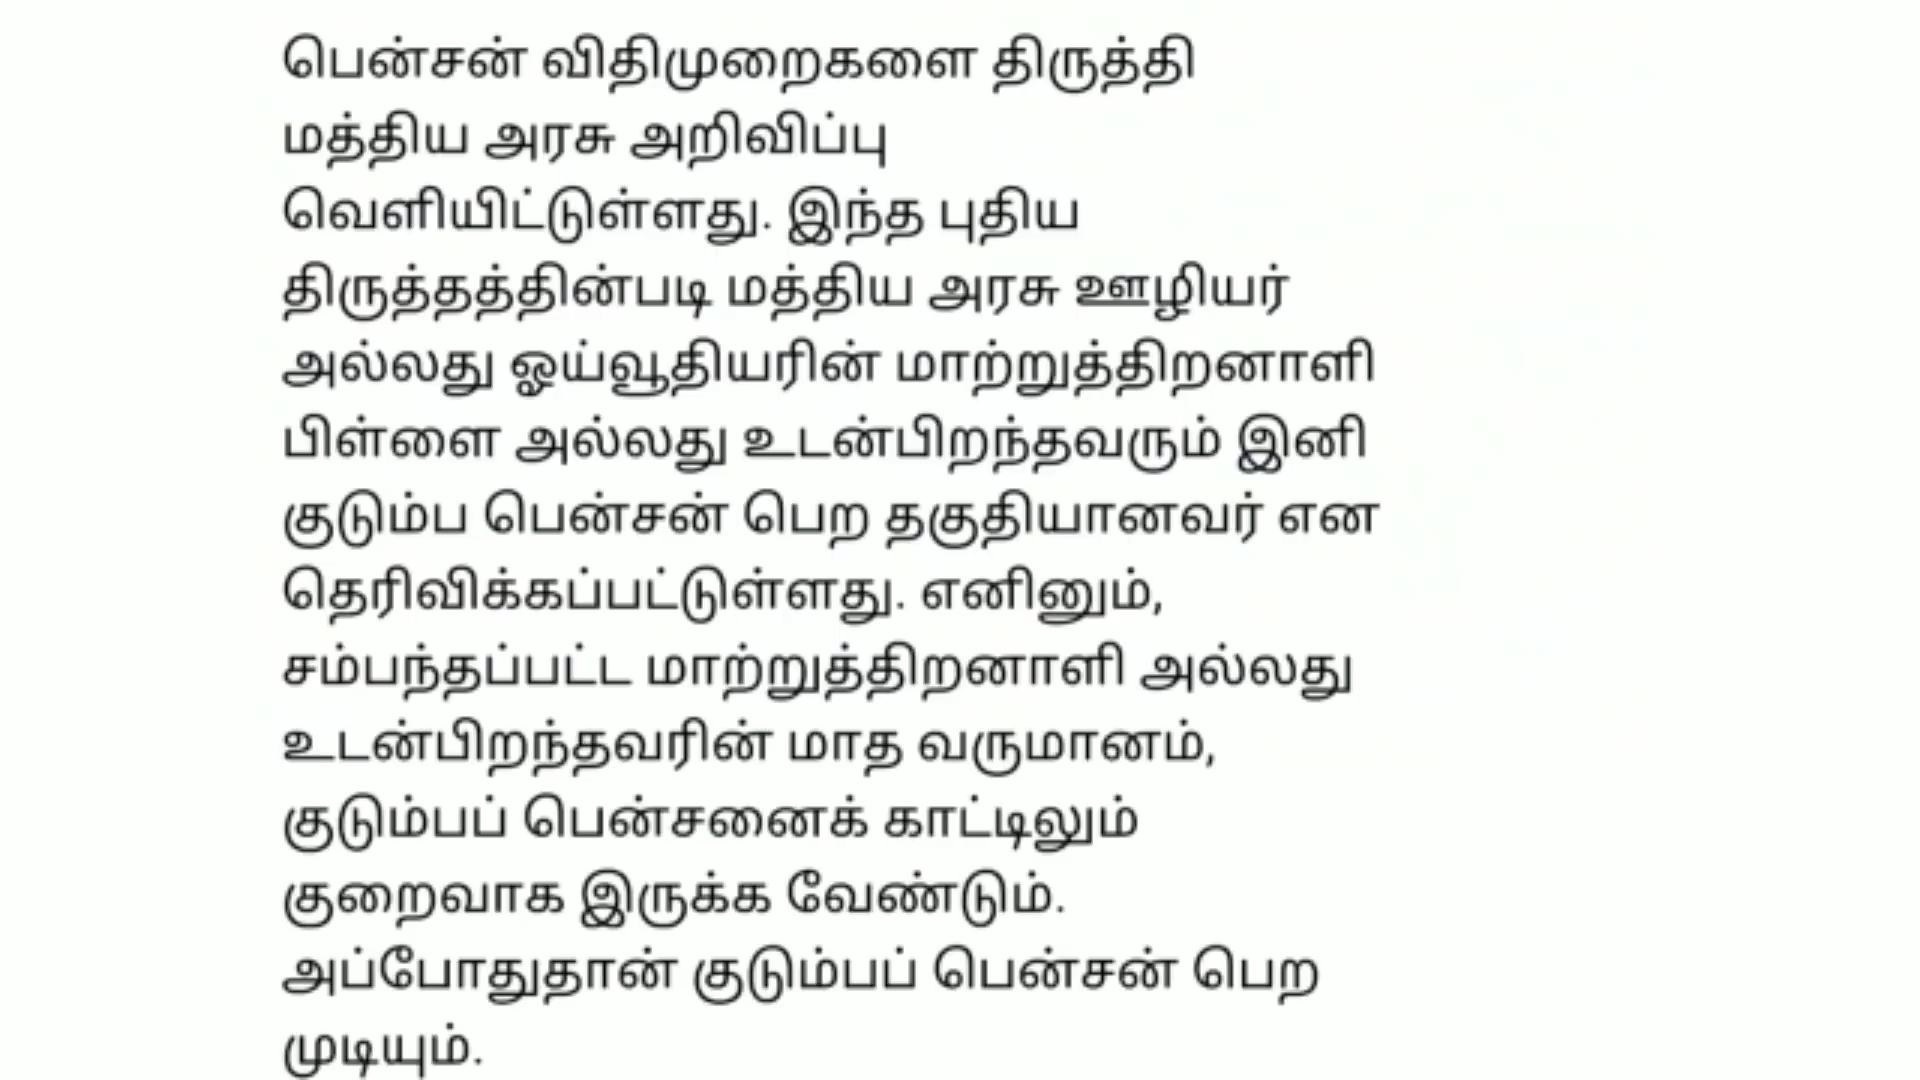 பென்சன் விதிமுறைகளை திருத்தி
மத்திய அரசு அறிவிப்பு
வெளியிட்டுள்ளது. இந்த புதிய
திருத்தத்தின்படி மத்திய அரசு ஊழியர்
அல்லது ஓய்வூதியரின் மாற்றுத்திறனாளி
பிள்ளை அல்லது உடன்பிறந்தவரும் இனி
குடும்ப பென்சன் பெற தகுதியானவர் என
தெரிவிக்கப்பட்டுள்ளது. எனினும்,
சம்பந்தப்பட்ட மாற்றுத்திறனாளி அல்லது
உடன்பிறந்தவரின் மாத வருமானம்,
குடும்பப் பென்சனைக் காட்டிலும்
குறைவாக இருக்க வேண்டும்.
அப்போதுதான் குடும்பப் பென்சன் பெற
முடியும்.